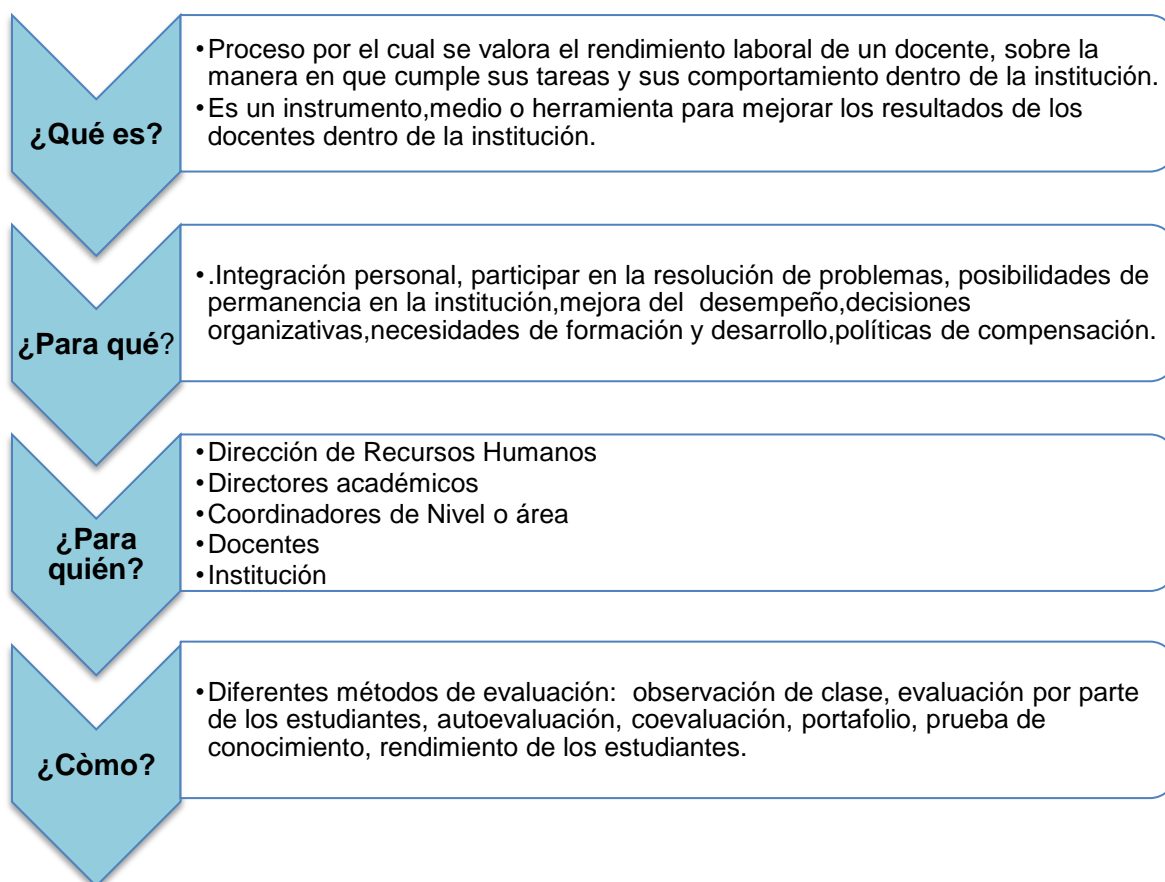 ¿Qué es?
•Proceso por el cual se valora el rendimiento laboral de un docente, sobre la
manera en que cumple sus tareas y sus comportamiento dentro de la institución.
•Es un instrumento,medio o herramienta para mejorar los resultados de los
docentes dentro de la institución.
¿Para qué?
•.Integración personal, participar en la resolución de problemas, posibilidades de
permanencia en la institución,mejora del  desempeño,decisiones
organizativas,necesidades de formación y desarrollo,políticas de compensación.
¿Para
quién?
•Dirección de Recursos Humanos
•Directores académicos
•Coordinadores de Nivel o área
•Docentes
•Institución
¿Còmo?
•Diferentes métodos de evaluación:  observación de clase, evaluación por parte
de los estudiantes, autoevaluación, coevaluación, portafolio, prueba de
conocimiento, rendimiento de los estudiantes.